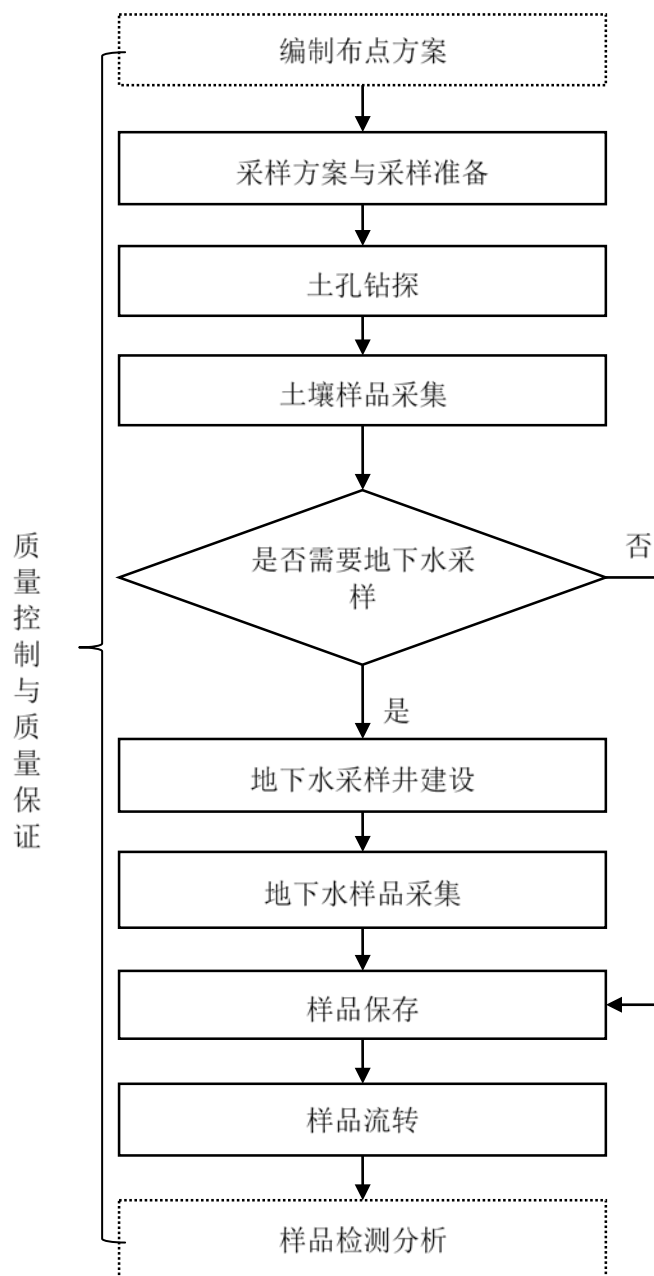 编制布点方案
采样方案与采样准备
土孔钻探
土壤样品采集
是否需要地下水采
样
否
是
地下水采样井建设
地下水样品采集
样品保存
样品流转
样品检测分析
质量控制与质量保证